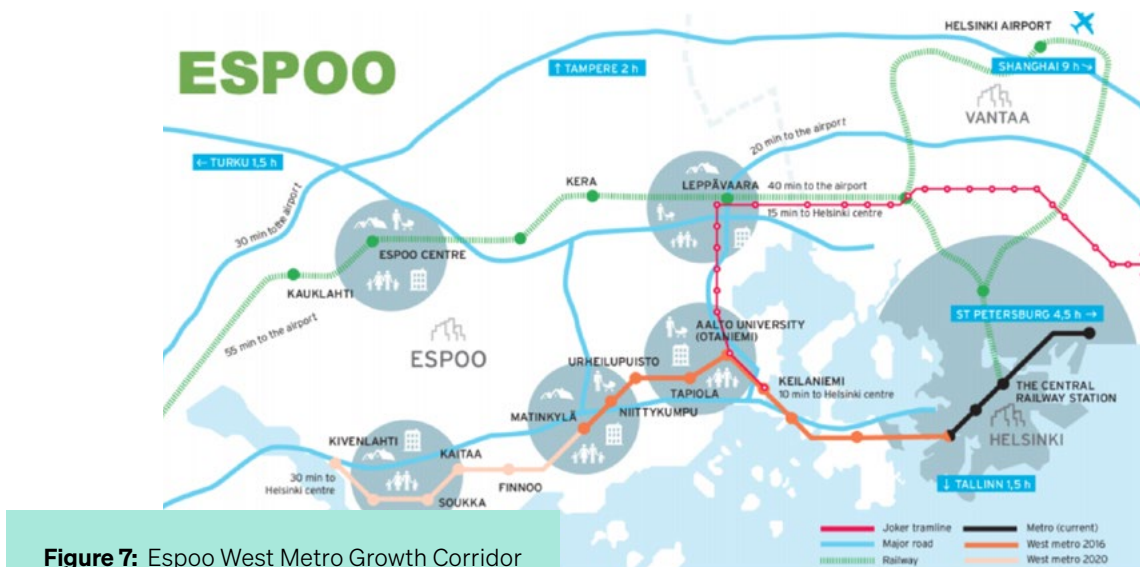 HELSINKI AIRPORT
ESPOO
↑ TAMPERE 2 h
SHANGHAI 9 h ↘
VANTAA
20 min to the airport
← TURKU 1,5 h
KERA
LEPPÄVAARA
40 min to the airport
15 min to Helsinki centre
30 min to the airport
ESPOO CENTRE
KAUKLAHTI
55 min to the airport
ESPOO
ST PETERSBURG 4,5 h →
AALTO UNIVERSITY
(OTANIEMI)
URHEILUPUISTO
KEILANIEMI
10 min to Helsinki centre
TAPIOLA
THE CENTRAL
RAILWAY STATION
MATINKYLÄ
NIITTYKUMPU
HELSINKI
KIVENLAHTI
KAITAA
30 min to
Helsinki centre
FINNOO
SOUKKA
↓ TALLINN 1,5 h
Joker tramline
Metro (current)
Major road
West metro 2016
Railway
West metro 2020
Figure 7: Espoo West Metro Growth Corridor